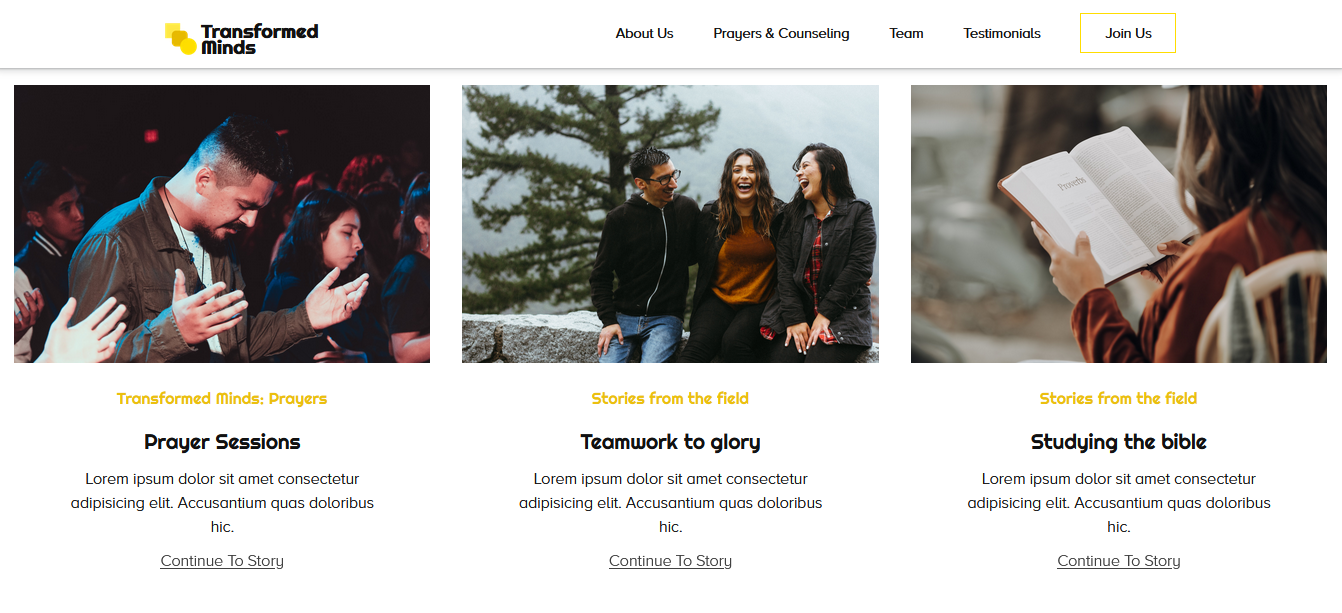 Transformed
Minds
About Us
Prayers & Counseling
Team
Testimonials
Join Us
Proverbs
Transformed Minds: Prayers
Prayer Sessions
Lorem ipsum dolor sit amet consectetur
adipisicing elit. Accusantium quas doloribus
hic.
Continue To Story
Stories from the field
Teamwork to glory
Lorem ipsum dolor sit amet consectetur
adipisicing elit. Accusantium quas doloribus
hic.
Continue To Story
Stories from the field
Studying the bible
Lorem ipsum dolor sit amet consectetur
adipisicing elit. Accusantium quas doloribus
hic.
Continue To Story